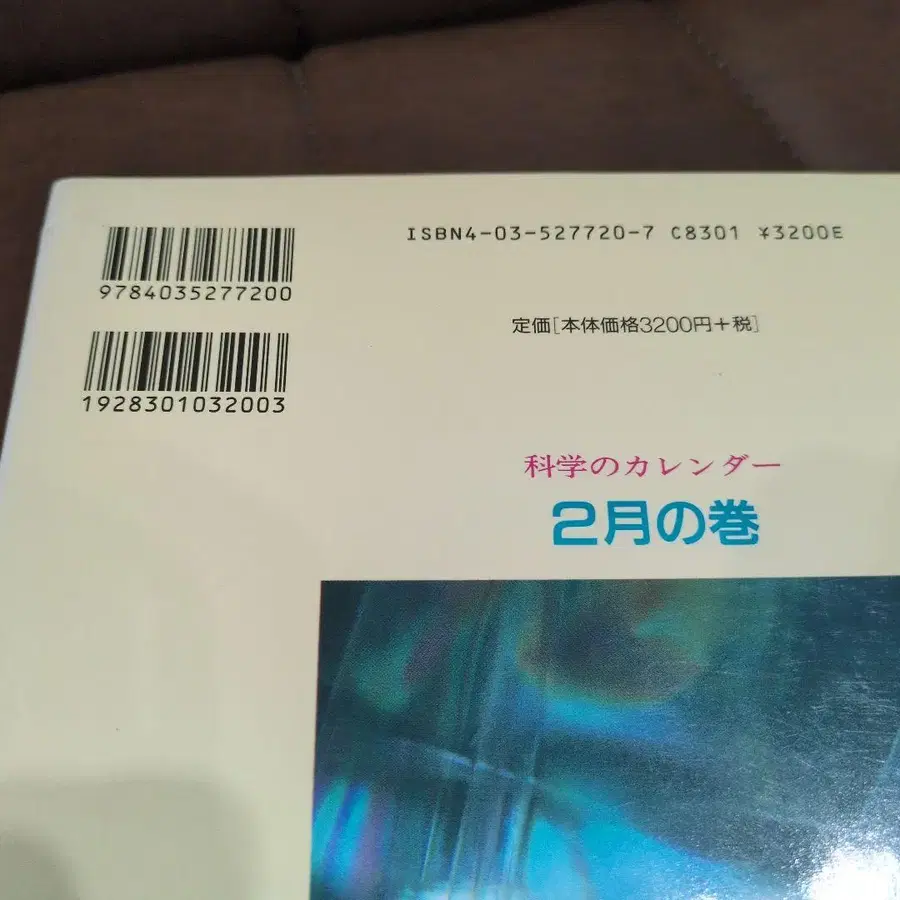 ISBN4-03-527720-7 C8301 ¥3200E
9784035277200
定価[本体価格3200円+税]
1928301032003
科学のカレンダー
2月の巻